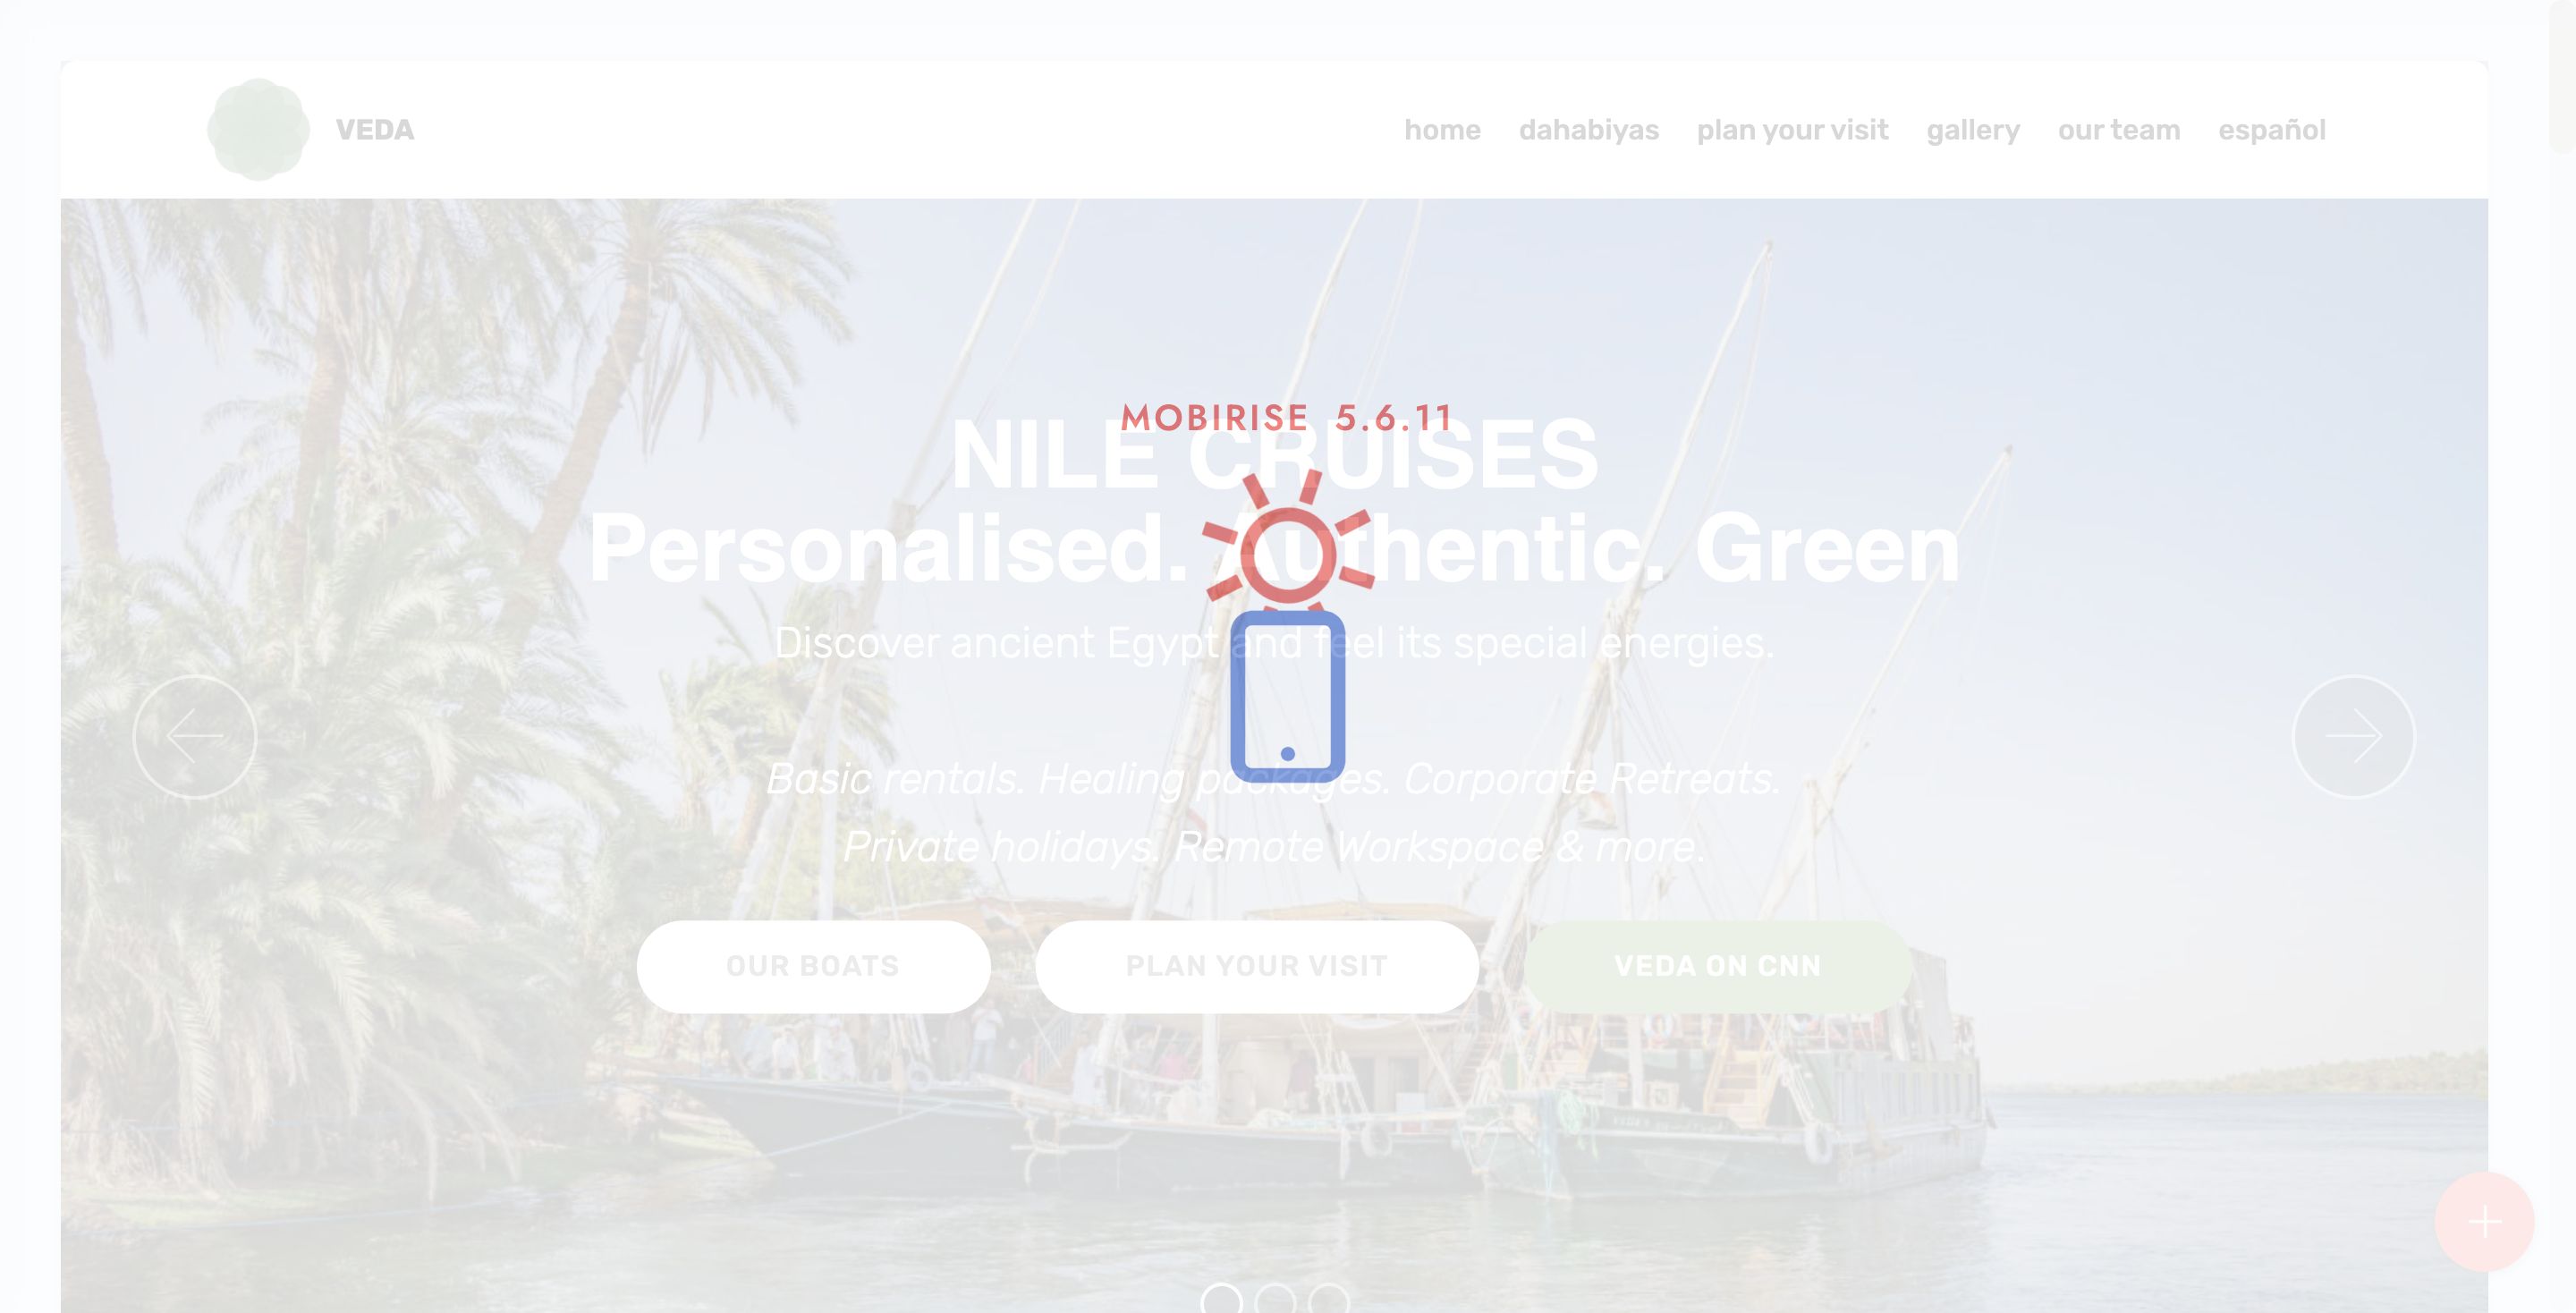 VEDA
home dahabiyas plan your visit gallery our team español
MOBIRISE 5.6.11
NILE CRUISES
Personalised. Authentic. Green
Discover ancient Egypt and feel its special energies.
Basic rentals. Healing packages. Corporate Retreats.
Private holidays. Remote Workspace & more.
OUR BOATS PLAN YOUR VISIT VEDA ON CNN